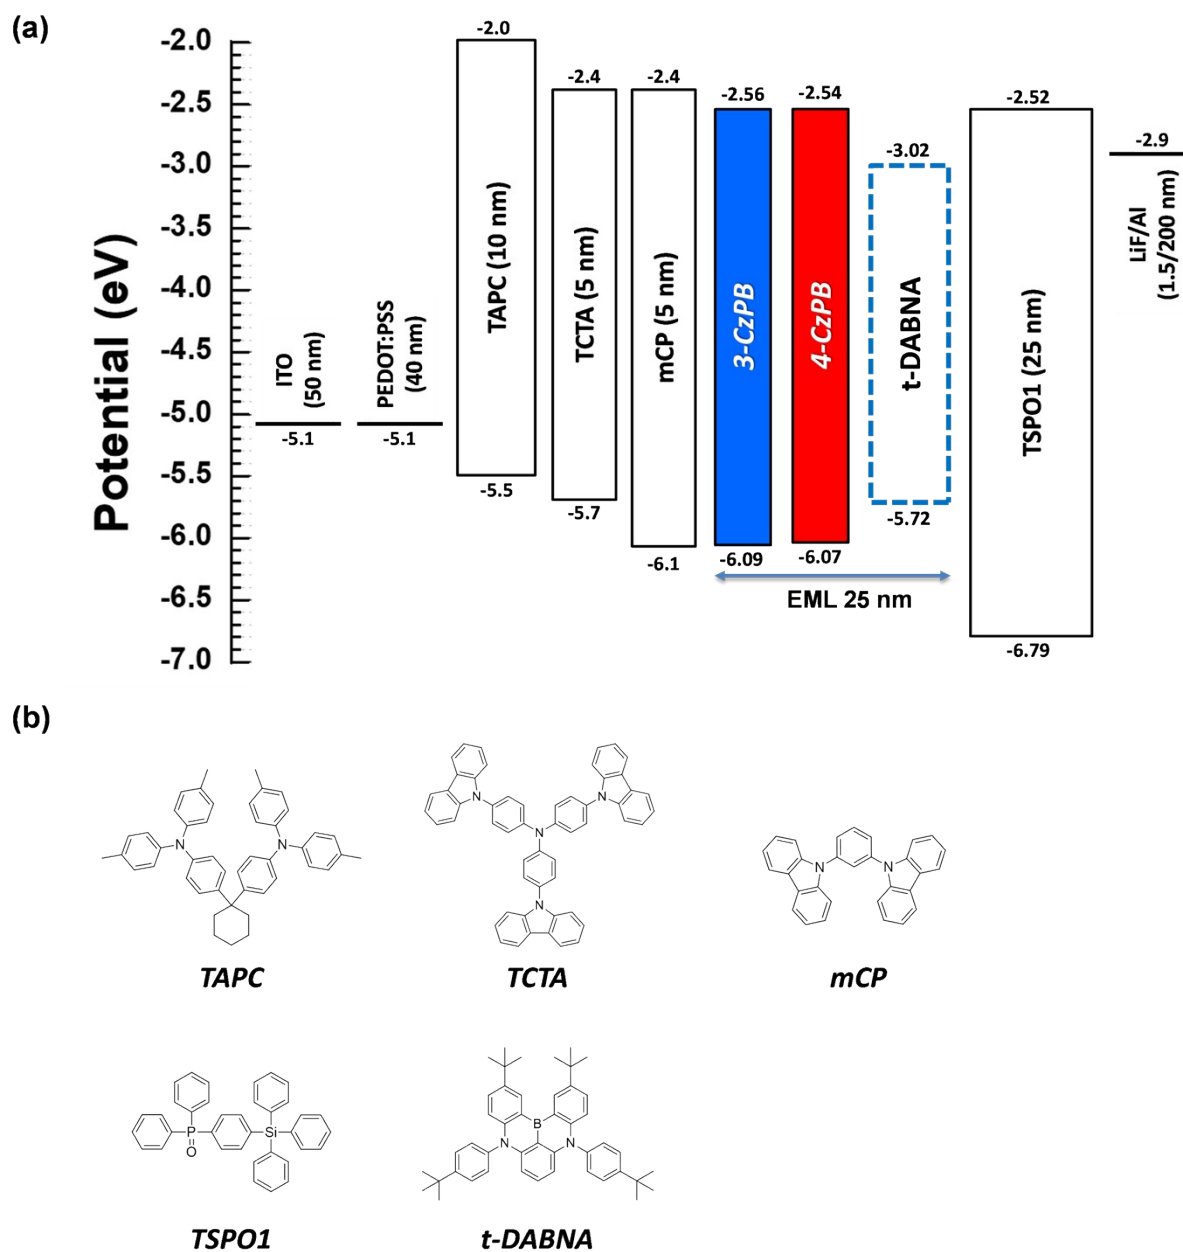 (a)
Potential (eV)
-2.0
-2.5
-3.0
-3.5
-4.0
-4.5
-5.0
-5.5
-6.0
-6.5
-7.0
ITO
(50 nm)
-5.1
PEDOT:PSS
(40 nm)
-5.1
-2.0
TAPC (10 nm)
-5.5
-2.4
TCTA (5 nm)
-5.7
-2.4
mCP (5 nm)
-6.1
-2.56
3-CzPB
-6.09
-2.54
4-CzPB
-6.07
-3.02
t-DABNA
-5.72
EML 25 nm
-2.52
TSPO1 (25 nm)
-6.79
-2.9
LiF/Al
(1.5/200 nm)
(b)
N
N
TAPC
N
N
N
N
TCTA
N
N
mCP
P
O
Si
TSPO1
B
N
N
t-DABNA